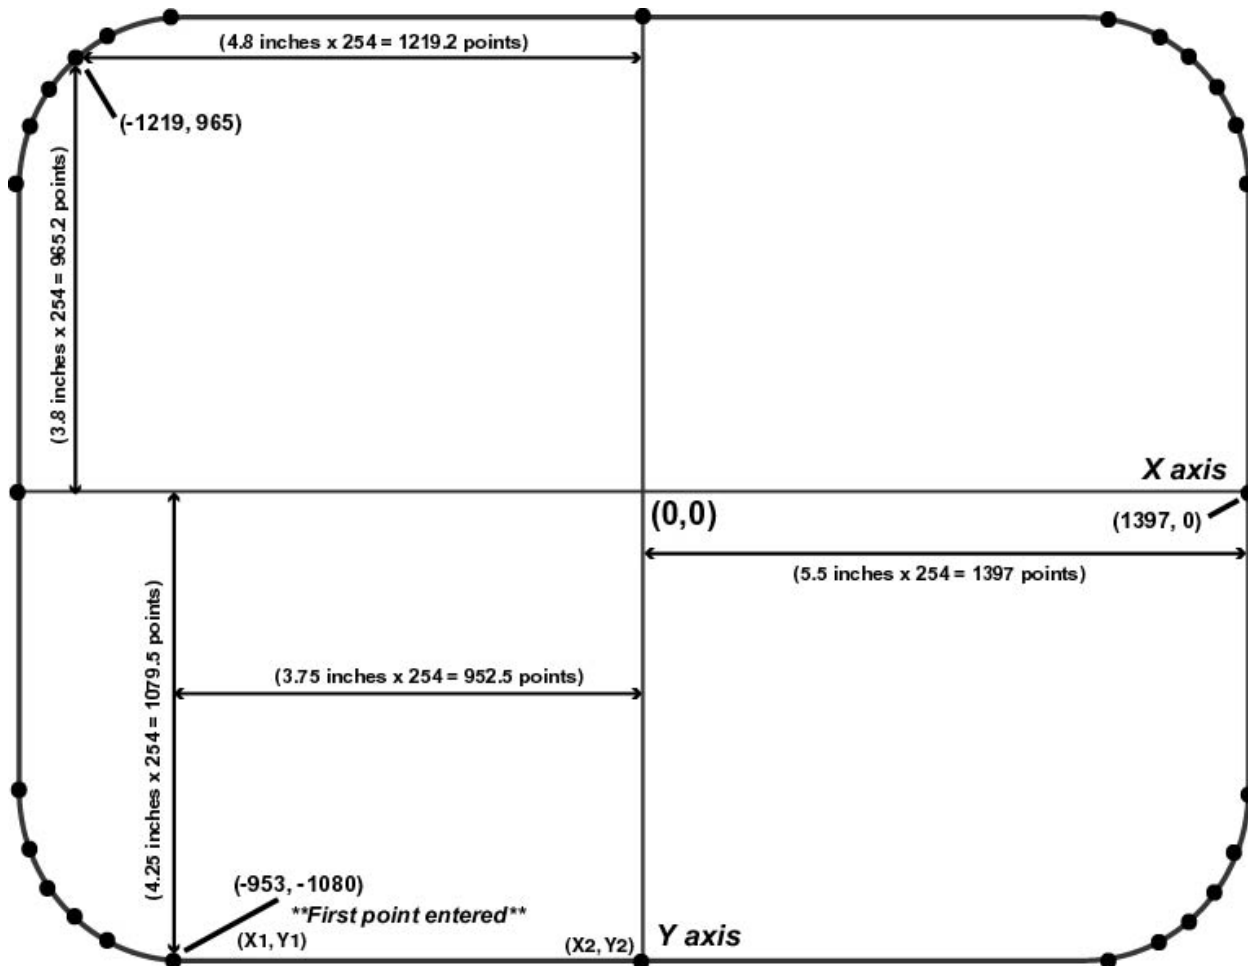 (4.8 inches x 254 = 1219.2 points)
(-1219, 965)
(3.8 inches x 254 = 965.2 points)
X axis
(0,0)
(1397, 0)
(5.5 inches x 254 = 1397 points)
(4.25 inches x 254 = 1079.5 points)
(3.75 inches x 254 = 952.5 points)
(-953, -1080)
**First point entered**
(X1, Y1)
(X2, Y2)
Y axis